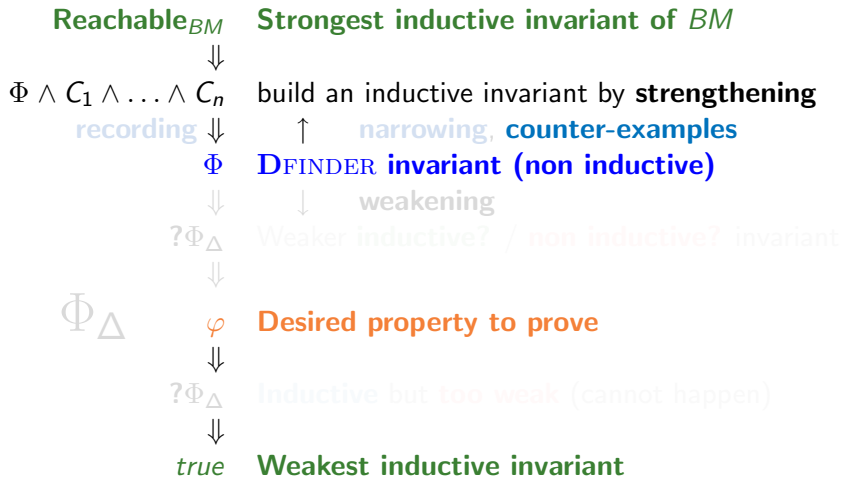 Reachable_BM Strongest inductive invariant of BM
⇓
Φ ∧ C₁ ∧ … ∧ Cₙ build an inductive invariant by strengthening
recording ⇓ ↑ narrowing, counter-examples
Φ DFINDER invariant (non inductive)
⇓ ↓ weakening
?Φ_Δ Weaker inductive? / non inductive? invariant
⇓
Φ_Δ φ Desired property to prove
⇓
?Φ_Δ Inductive but too weak (cannot happen)
⇓
true Weakest inductive invariant